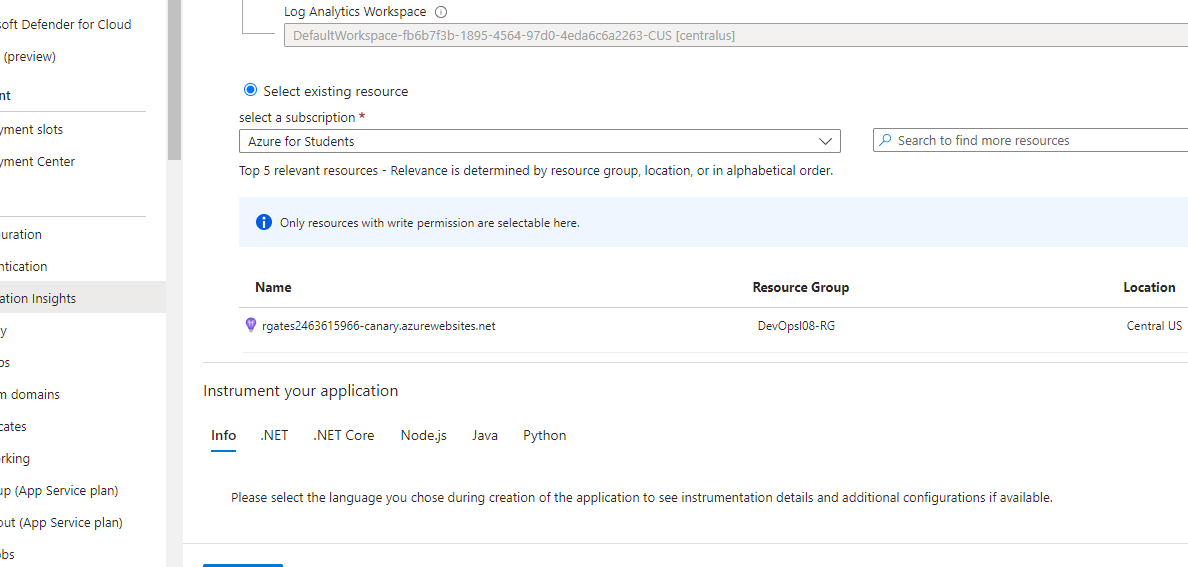 Log Analytics Workspace
DefaultWorkspace-fb6b7f3b-1895-4564-97d0-4eda6c6a2263-CUS [centralus]
soft Defender for Cloud
(preview)
nt
yment slots
yment Center
uration
ntication
ation Insights
y
os
m domains
cates
rking
up (App Service plan)
out (App Service plan)
obs
Select existing resource
select a subscription *
Azure for Students
Search to find more resources
Top 5 relevant resources - Relevance is determined by resource group, location, or in alphabetical order.
Only resources with write permission are selectable here.
Name Resource Group Location
rgates2463615966-canary.azurewebsites.net DevOpsI08-RG Central US
Instrument your application
Info .NET .NET Core Node.js Java Python
Please select the language you chose during creation of the application to see instrumentation details and additional configurations if available.